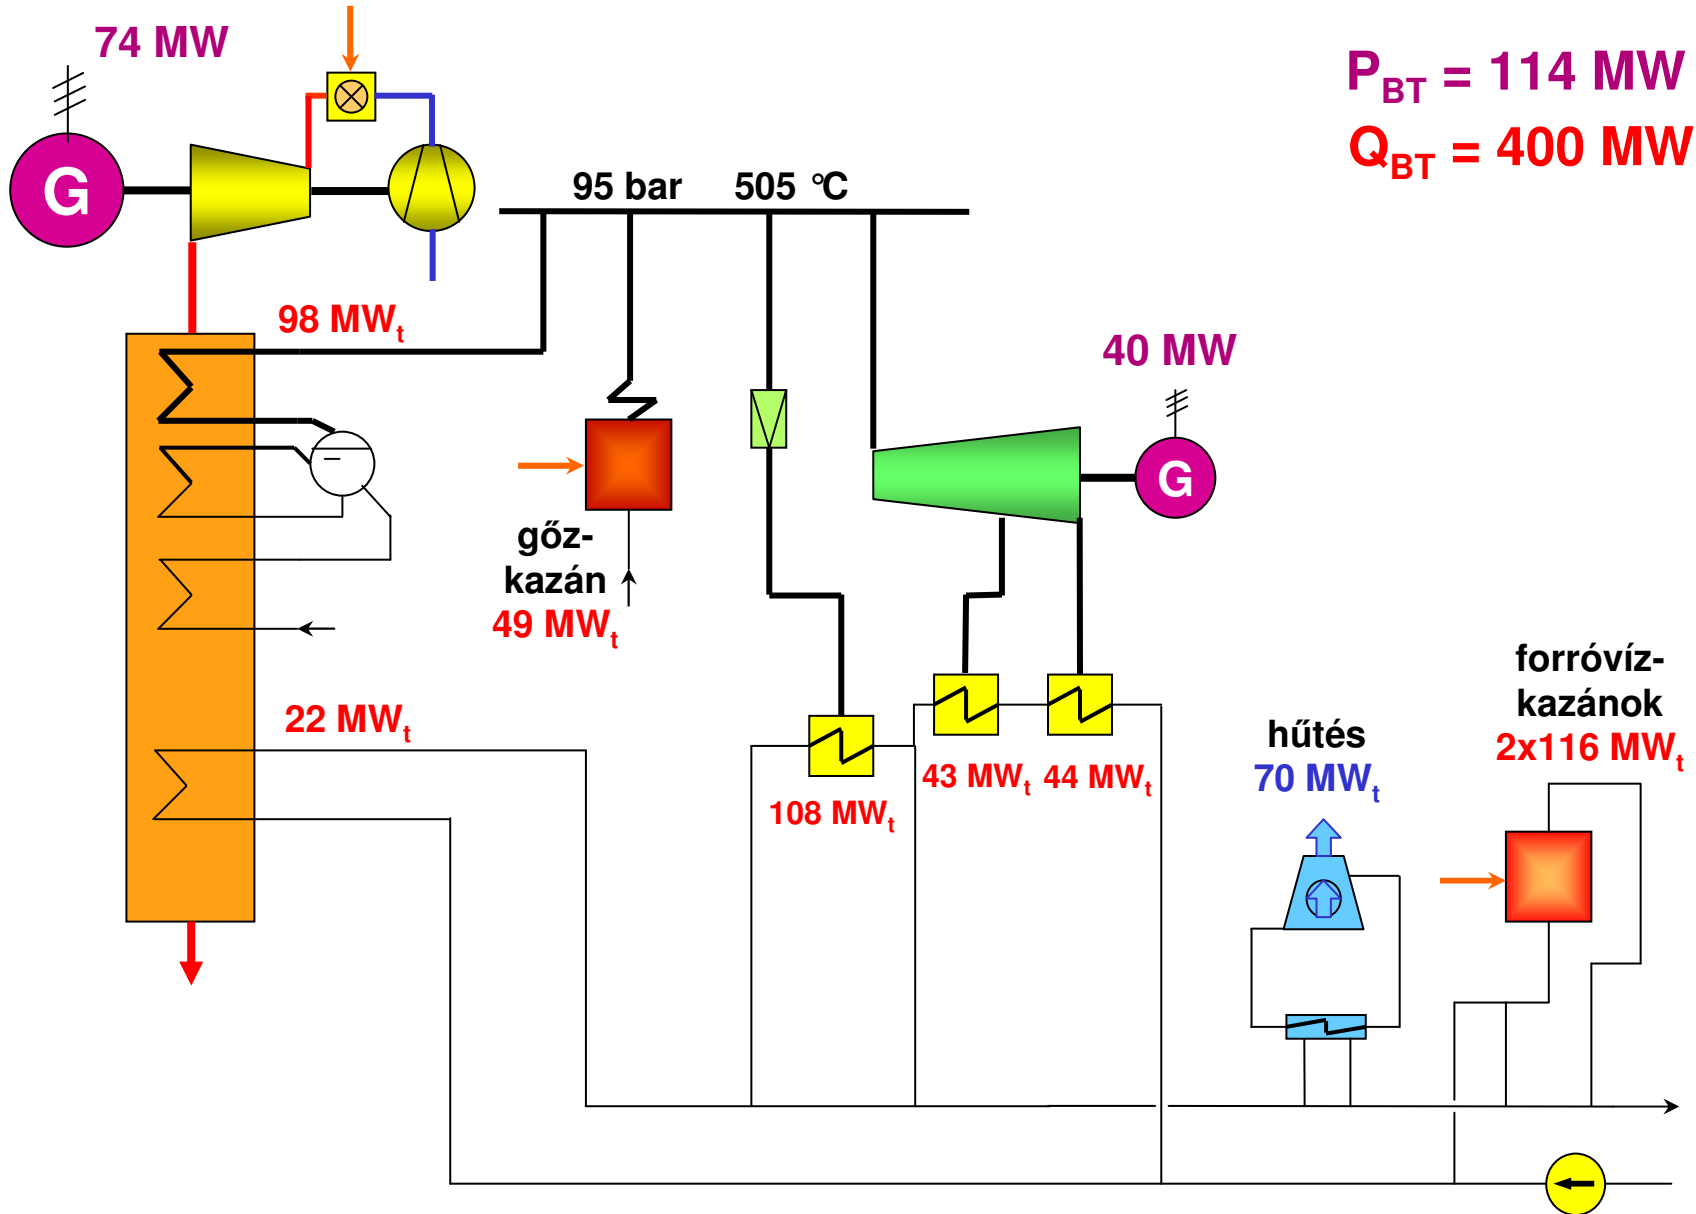 74 MW
P_BT = 114 MW
Q_BT = 400 MW
G
95 bar 505 °C
98 MW_t
40 MW
G
gőz-
kazán
49 MW_t
22 MW_t
108 MW_t
43 MW_t
44 MW_t
hűtés
70 MW_t
forróvíz-
kazánok
2x116 MW_t